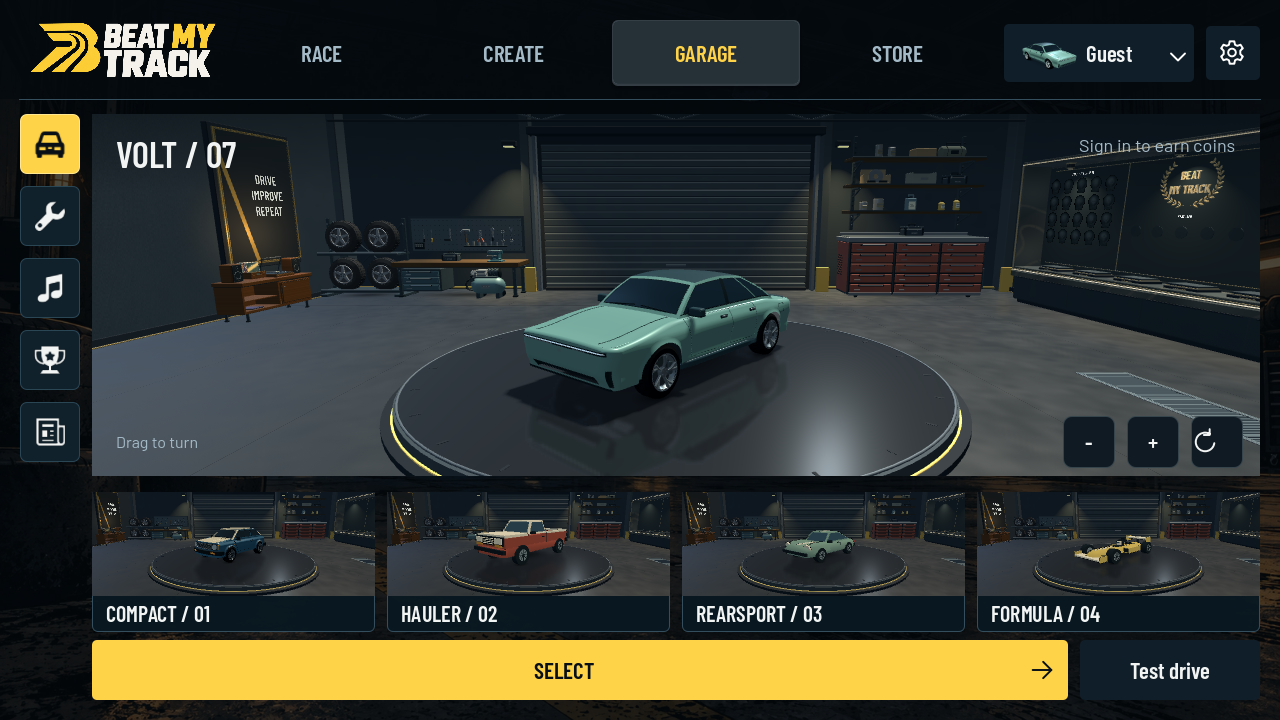 BEAT MY
TRACK
RACE
CREATE
GARAGE
STORE
Guest
VOLT / 07
Sign in to earn coins
DRIVE
IMPROVE
REPEAT
BEAT
MY TRACK
Drag to turn
-
+
COMPACT / 01
HAULER / 02
REARSPORT / 03
FORMULA / 04
SELECT
Test drive